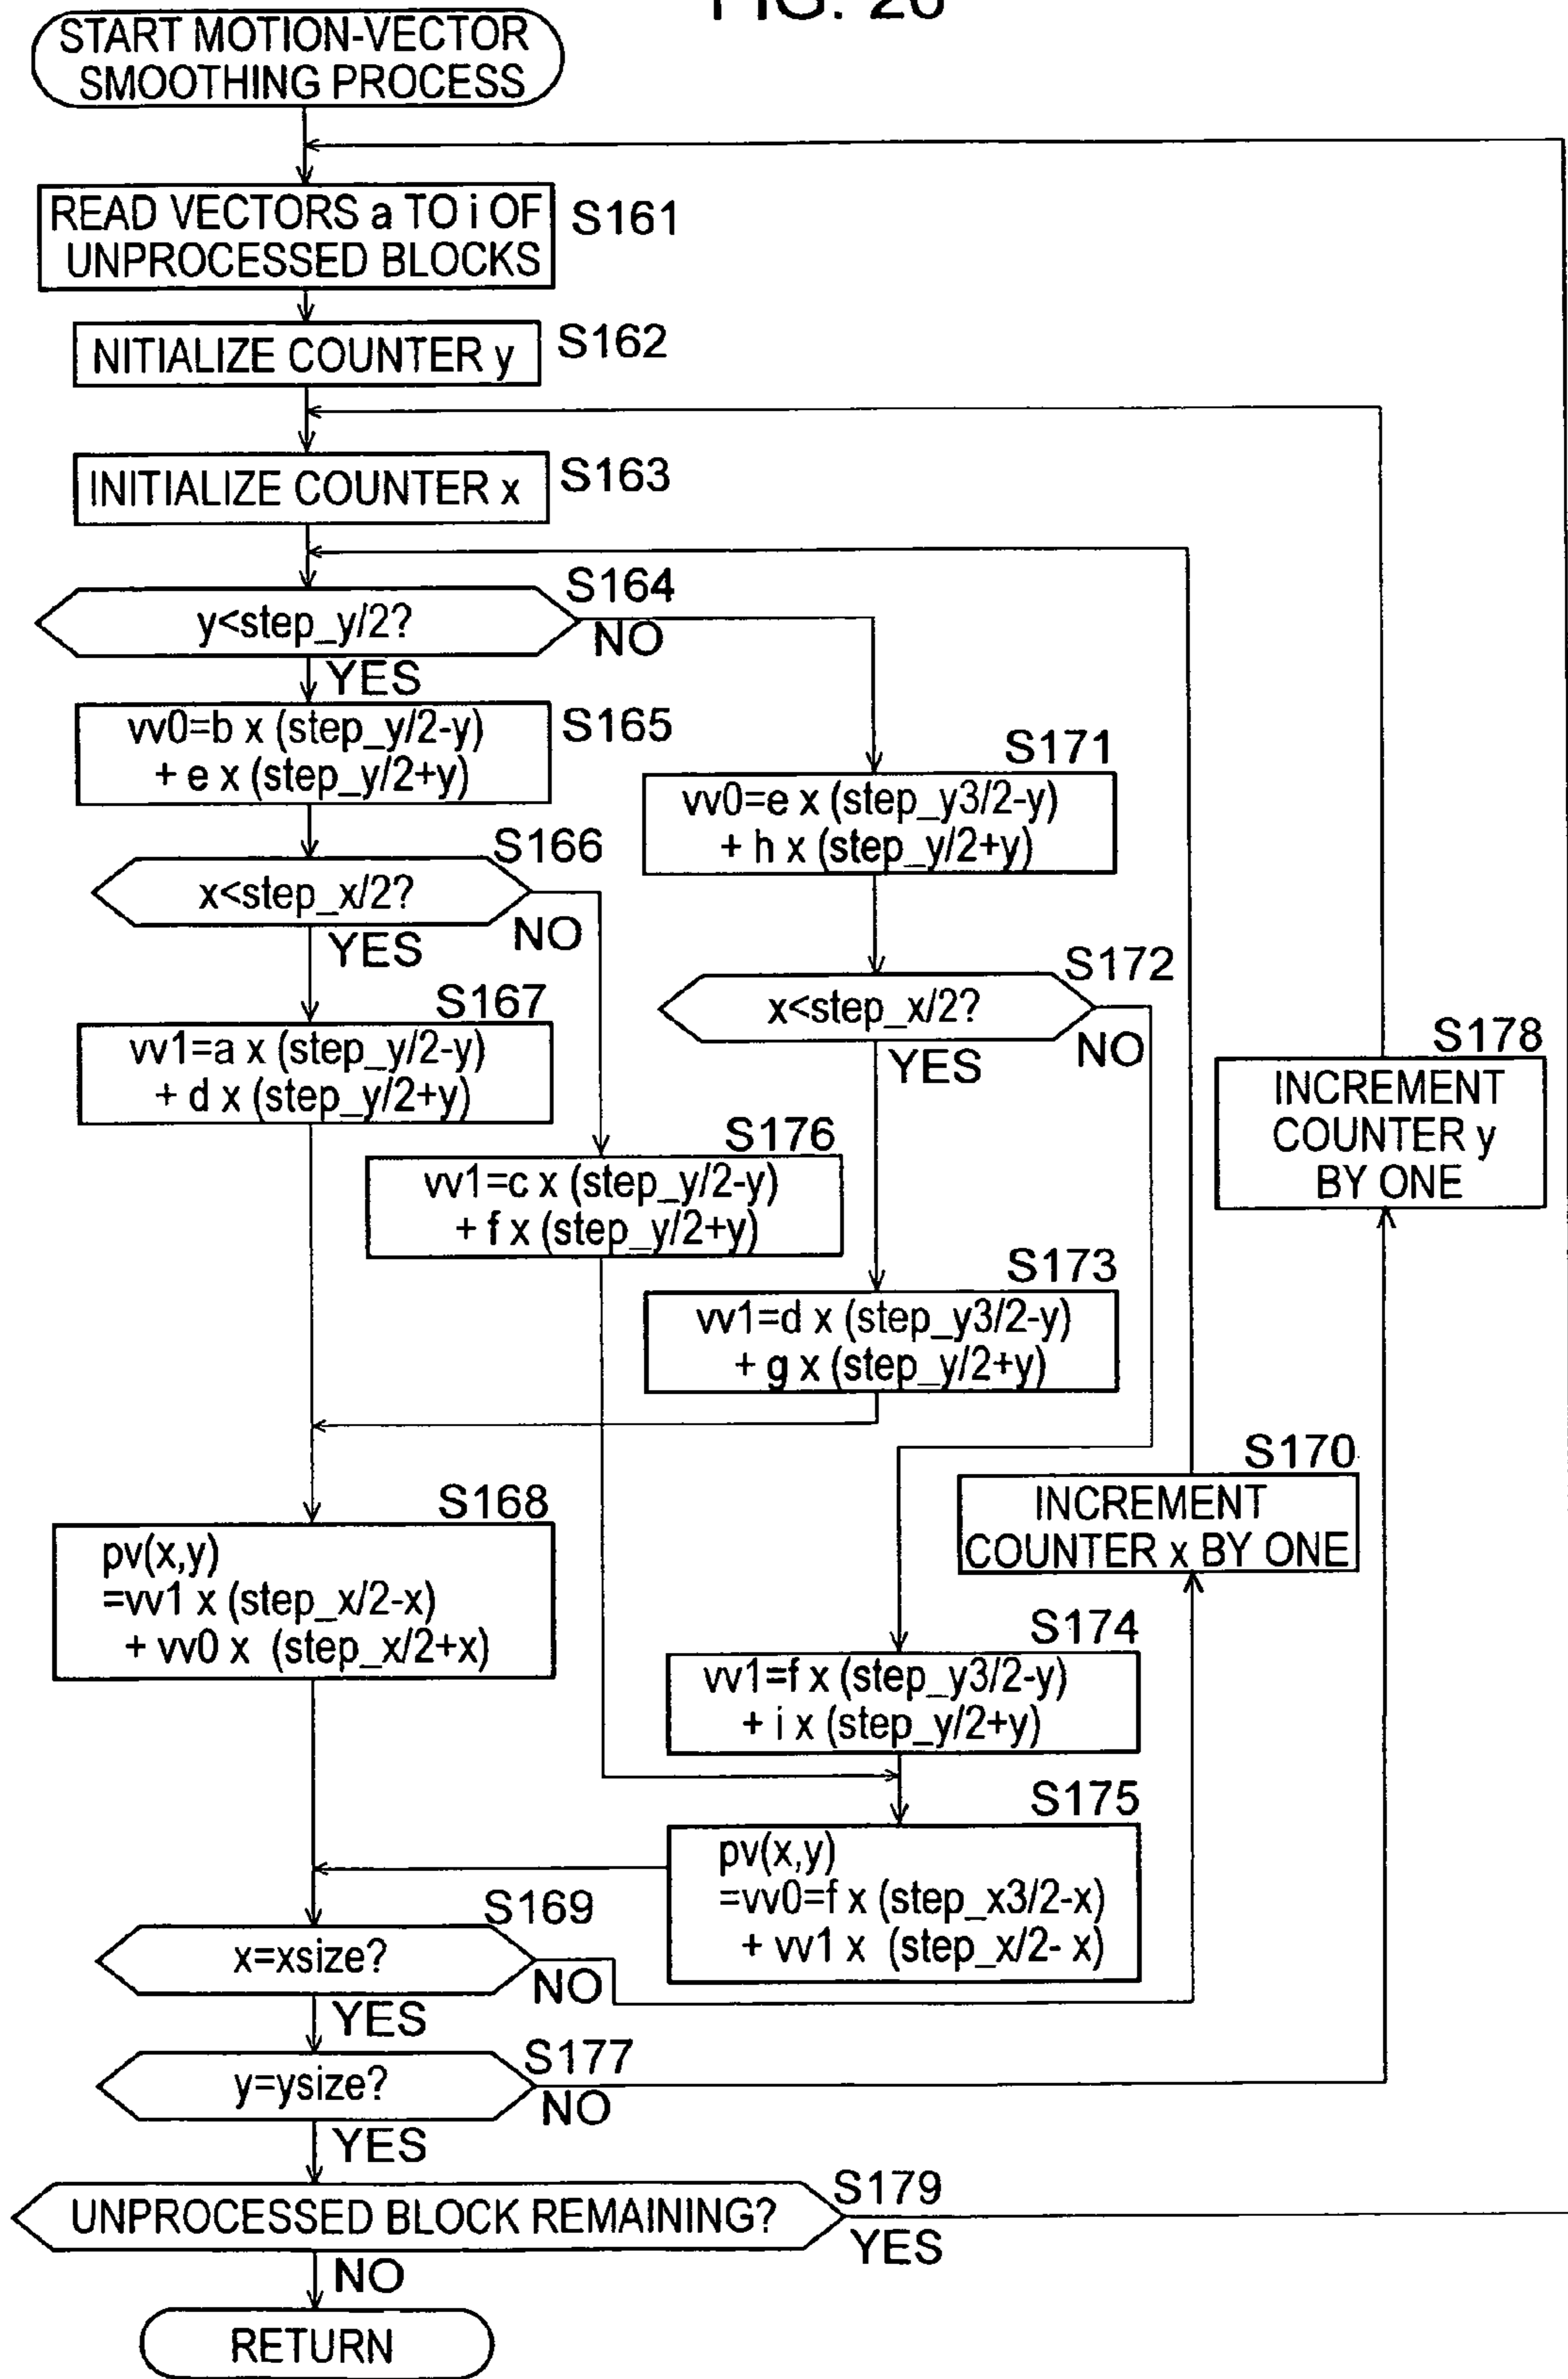 FIG. 26
START MOTION-VECTOR
SMOOTHING PROCESS
READ VECTORS a TO i OF
UNPROCESSED BLOCKS
S161
NITIALIZE COUNTER y
S162
INITIALIZE COUNTER x
S163
y<step_y/2?
S164
NO
YES
vv0=b x (step_y/2-y)
+ e x (step_y/2+y)
S165
S171
vv0=e x (step_y3/2-y)
+ h x (step_y/2+y)
S166
x<step_x/2?
NO
YES
S172
x<step_x/2?
NO
YES
S167
vv1=a x (step_y/2-y)
+ d x (step_y/2+y)
S178
INCREMENT
COUNTER y
BY ONE
S176
vv1=c x (step_y/2-y)
+ f x (step_y/2+y)
S173
vv1=d x (step_y3/2-y)
+ g x (step_y/2+y)
S170
INCREMENT
COUNTER x BY ONE
S168
pv(x,y)
=vv1 x (step_x/2-x)
+ vv0 x (step_x/2+x)
S174
vv1=f x (step_y3/2-y)
+ i x (step_y/2+y)
S175
pv(x,y)
=vv0=f x (step_x3/2-x)
+ vv1 x (step_x/2- x)
S169
x=xsize?
NO
YES
S177
y=ysize?
NO
YES
S179
UNPROCESSED BLOCK REMAINING?
YES
NO
RETURN